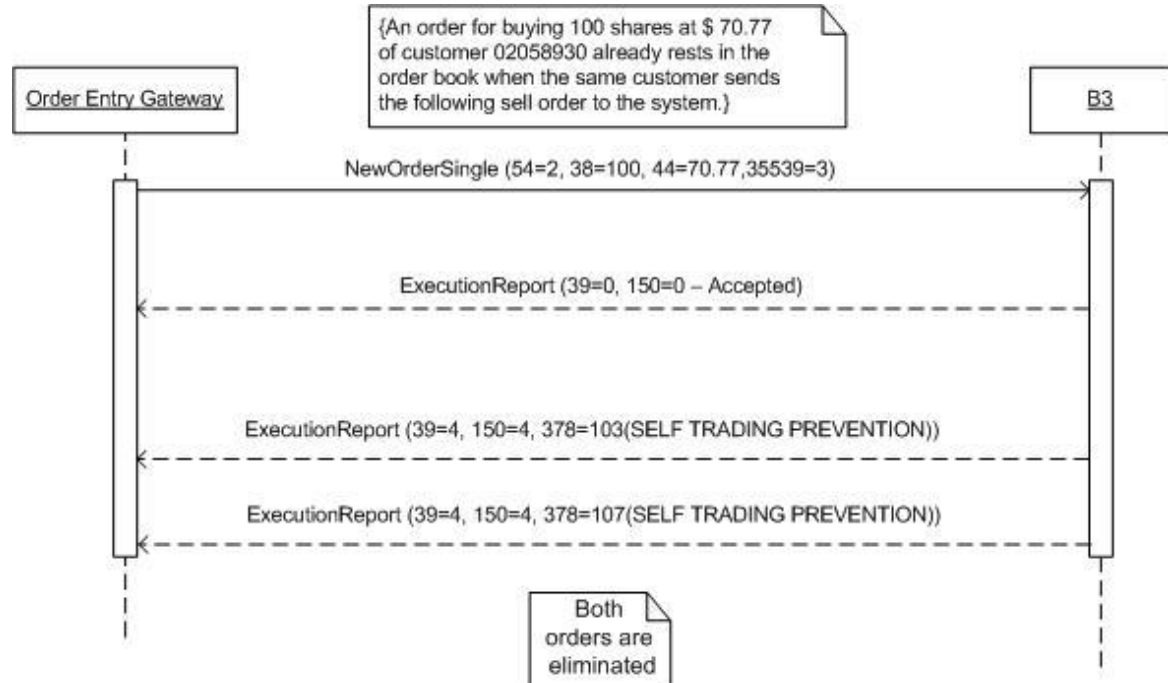 {An order for buying 100 shares at $ 70.77
of customer 02058930 already rests in the
order book when the same customer sends
the following sell order to the system.}
Order Entry Gateway
B3
NewOrderSingle (54=2, 38=100, 44=70.77,35539=3)
ExecutionReport (39=0, 150=0 – Accepted)
ExecutionReport (39=4, 150=4, 378=103(SELF TRADING PREVENTION))
ExecutionReport (39=4, 150=4, 378=107(SELF TRADING PREVENTION))
Both
orders are
eliminated